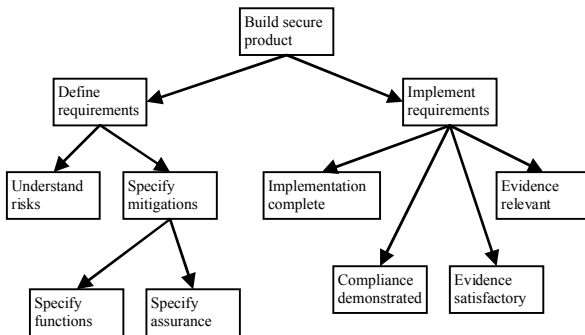 Build secure
product
Define
requirements
Implement
requirements
Understand
risks
Specify
mitigations
Implementation
complete
Evidence
relevant
Specify
functions
Specify
assurance
Compliance
demonstrated
Evidence
satisfactory